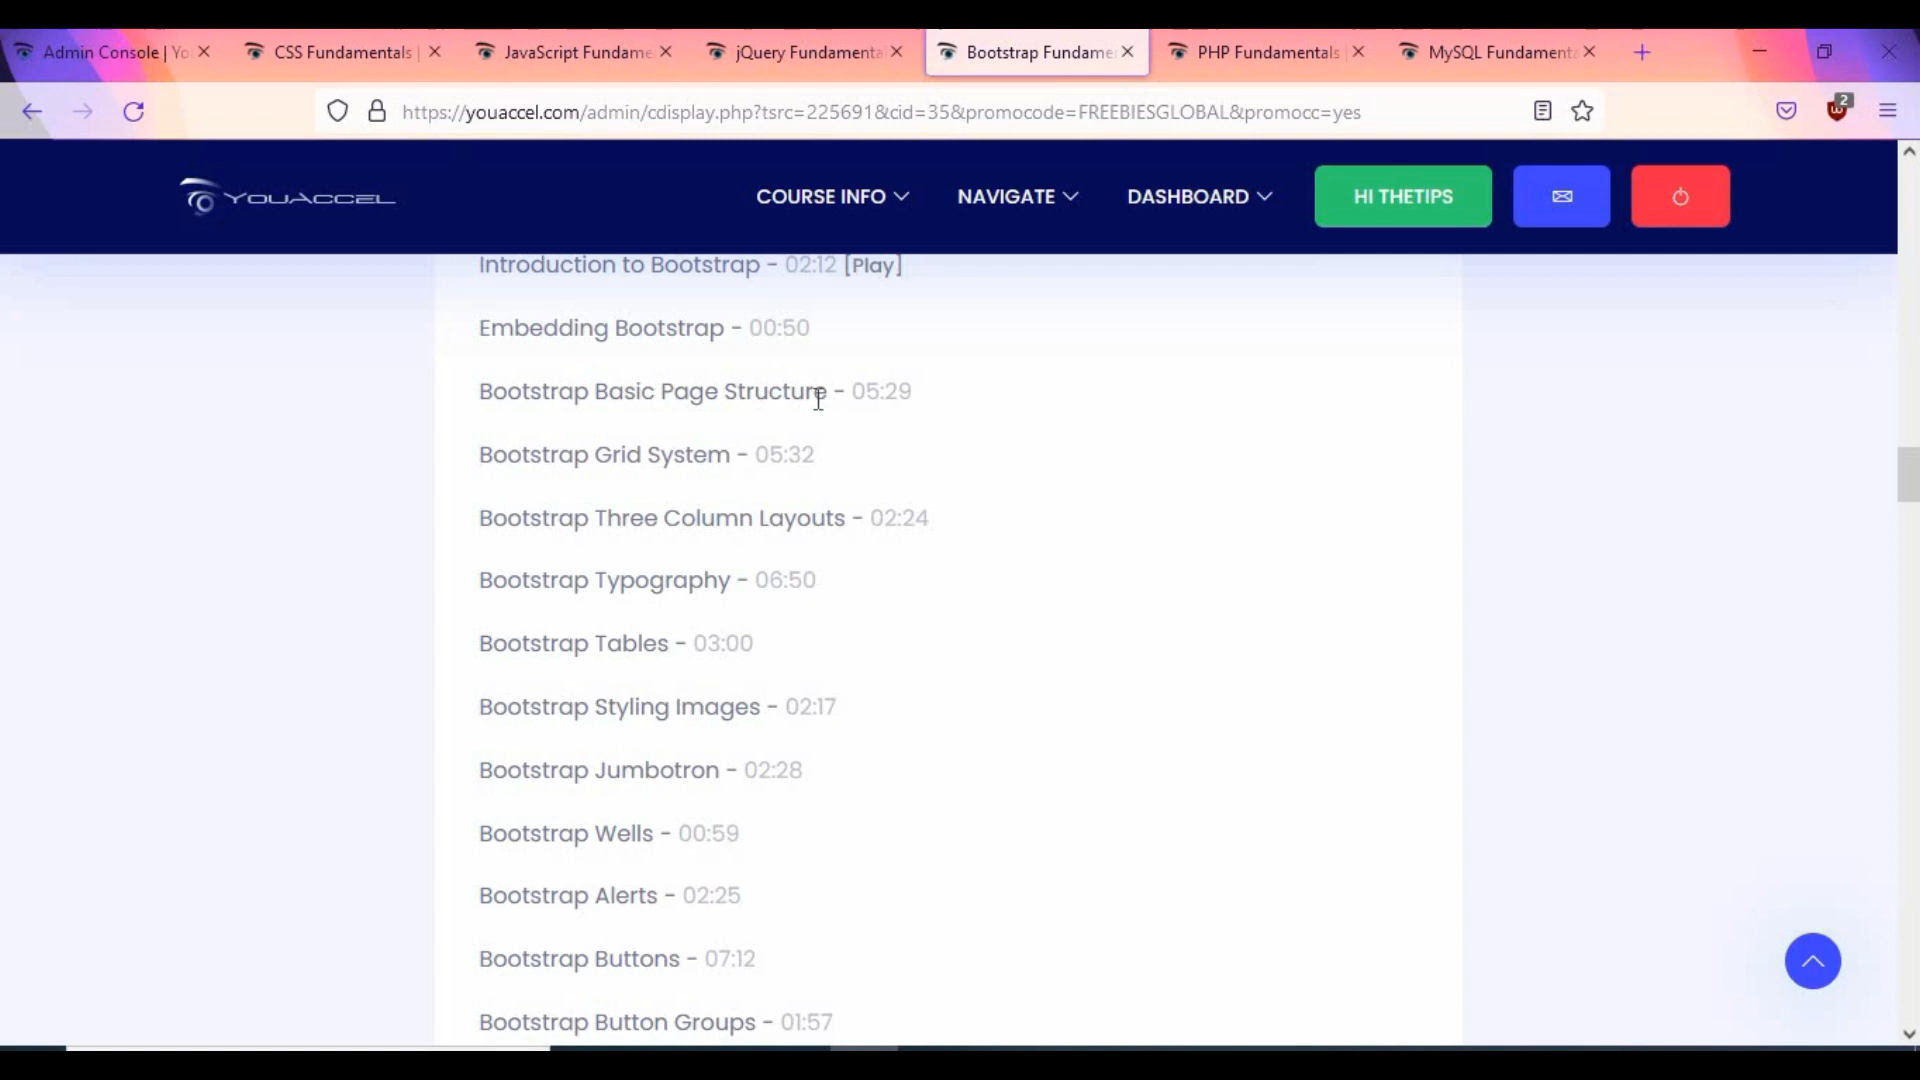 Admin Console | Yo
CSS Fundamentals |
JavaScript Fundame
jQuery Fundamenta
Bootstrap Fundamen
PHP Fundamentals |
MySQL Fundamenta
https://youaccel.com/admin/cdisplay.php?tsrc=225691&cid=35&promocode=FREEBIESGLOBAL&promocc=yes
2
YOUACCEL
COURSE INFO
NAVIGATE
DASHBOARD
HI THETIPS
Introduction to Bootstrap - 02:12 [Play]
Embedding Bootstrap - 00:50
Bootstrap Basic Page Structure - 05:29
Bootstrap Grid System - 05:32
Bootstrap Three Column Layouts - 02:24
Bootstrap Typography - 06:50
Bootstrap Tables - 03:00
Bootstrap Styling Images - 02:17
Bootstrap Jumbotron - 02:28
Bootstrap Wells - 00:59
Bootstrap Alerts - 02:25
Bootstrap Buttons - 07:12
Bootstrap Button Groups - 01:57